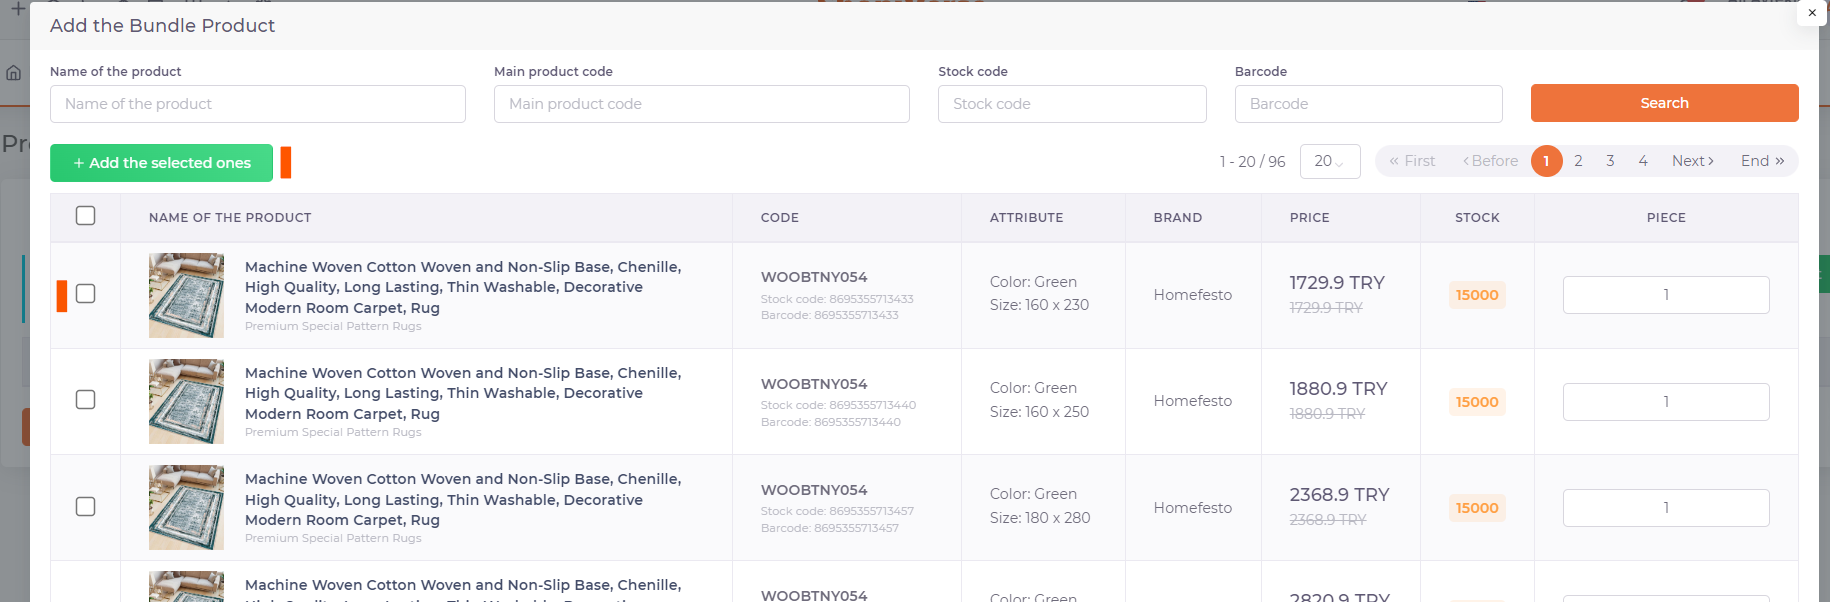 Add the Bundle Product
×
Name of the product
Main product code
Stock code
Barcode
Name of the product
Main product code
Stock code
Barcode
Search
+ Add the selected ones
1 - 20 / 96
20
« First
‹ Before
1
2
3
4
Next ›
End »
NAME OF THE PRODUCT
CODE
ATTRIBUTE
BRAND
PRICE
STOCK
PIECE
Machine Woven Cotton Woven and Non-Slip Base, Chenille,
High Quality, Long Lasting, Thin Washable, Decorative
Modern Room Carpet, Rug
Premium Special Pattern Rugs
WOOBTNY054
Stock code: 8695355713433
Barcode: 8695355713433
Color: Green
Size: 160 x 230
Homefesto
1729.9 TRY
1729.9 TRY
15000
1
Machine Woven Cotton Woven and Non-Slip Base, Chenille,
High Quality, Long Lasting, Thin Washable, Decorative
Modern Room Carpet, Rug
Premium Special Pattern Rugs
WOOBTNY054
Stock code: 8695355713440
Barcode: 8695355713440
Color: Green
Size: 160 x 250
Homefesto
1880.9 TRY
1880.9 TRY
15000
1
Machine Woven Cotton Woven and Non-Slip Base, Chenille,
High Quality, Long Lasting, Thin Washable, Decorative
Modern Room Carpet, Rug
Premium Special Pattern Rugs
WOOBTNY054
Stock code: 8695355713457
Barcode: 8695355713457
Color: Green
Size: 180 x 280
Homefesto
2368.9 TRY
2368.9 TRY
15000
1
Machine Woven Cotton Woven and Non-Slip Base, Chenille,
WOOBTNY054
Color: Green
2820.9 TRY